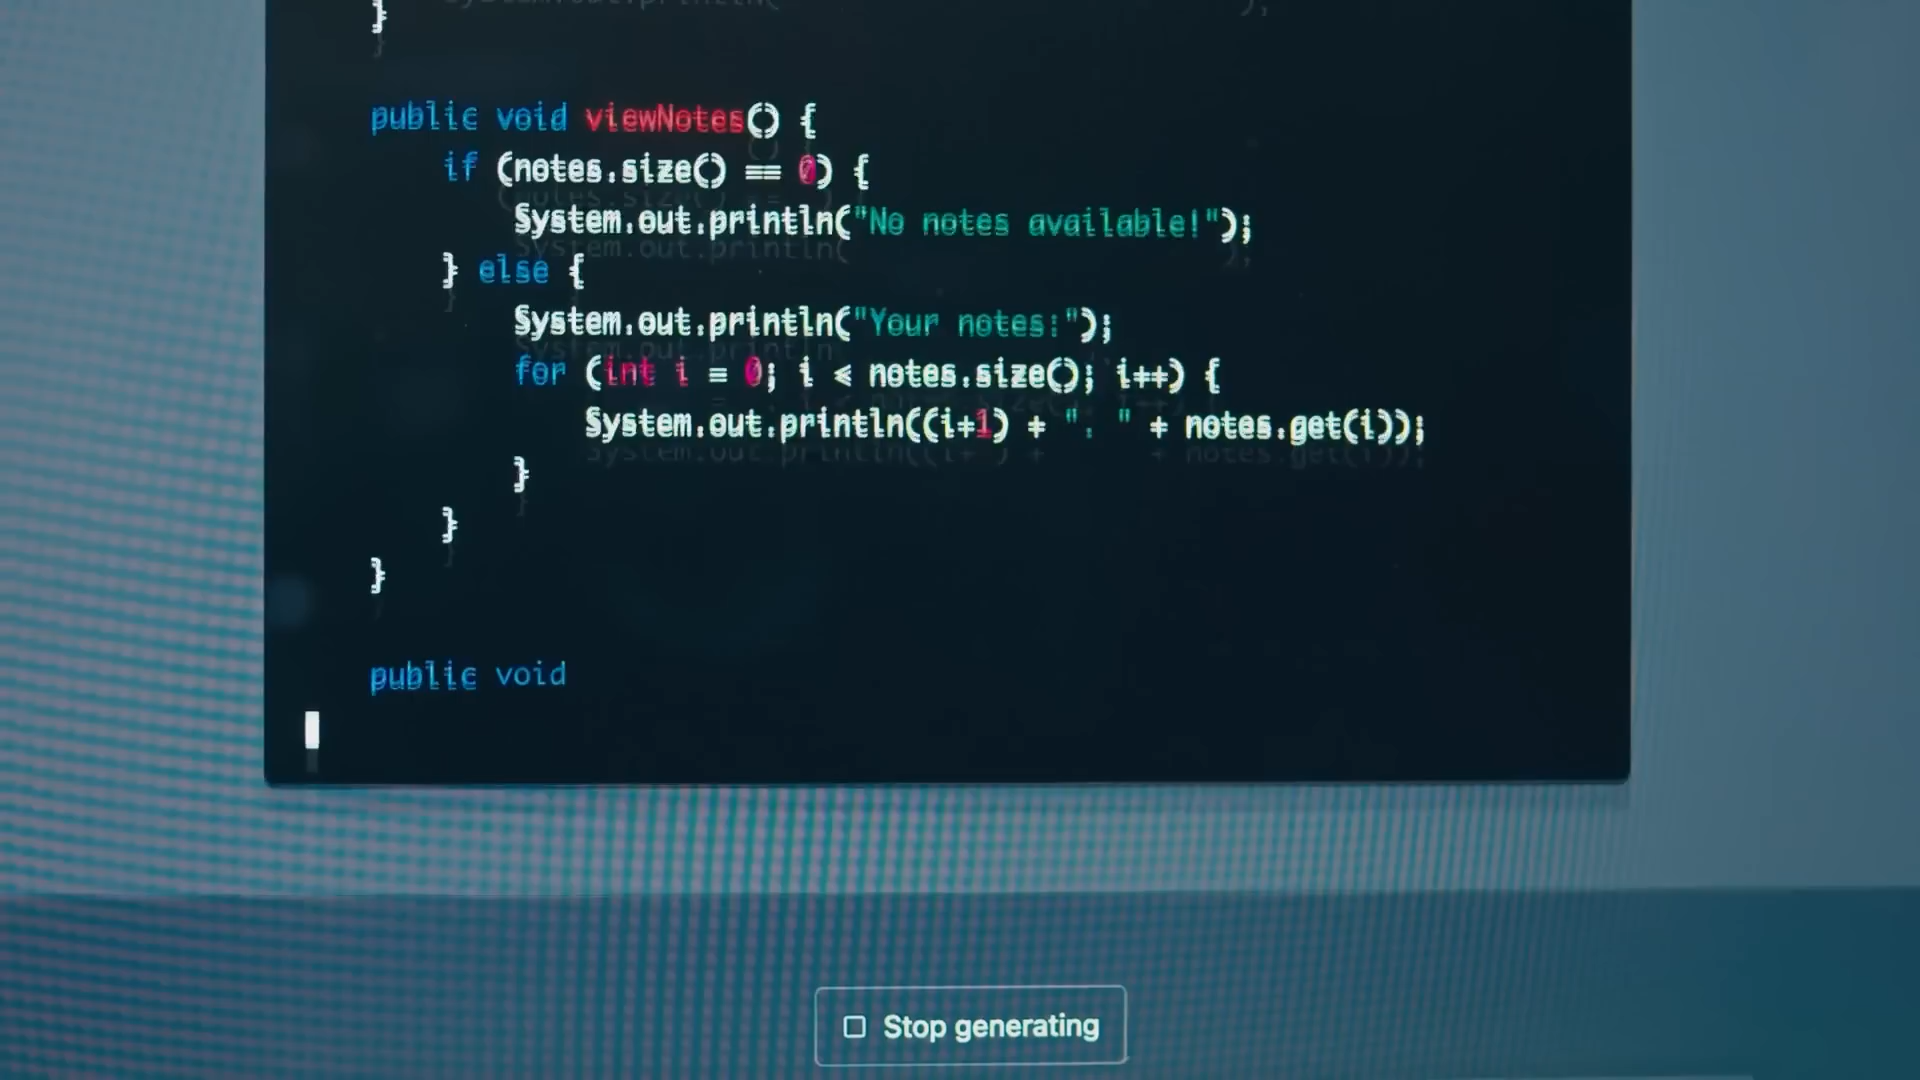 }
public void viewNotes() {
if (notes.size() == 0) {
System.out.println("No notes available!");
} else {
System.out.println("Your notes:");
for (int i = 0; i < notes.size(); i++) {
System.out.println((i+1) + ". " + notes.get(i));
}
}
}
public void
Stop generating